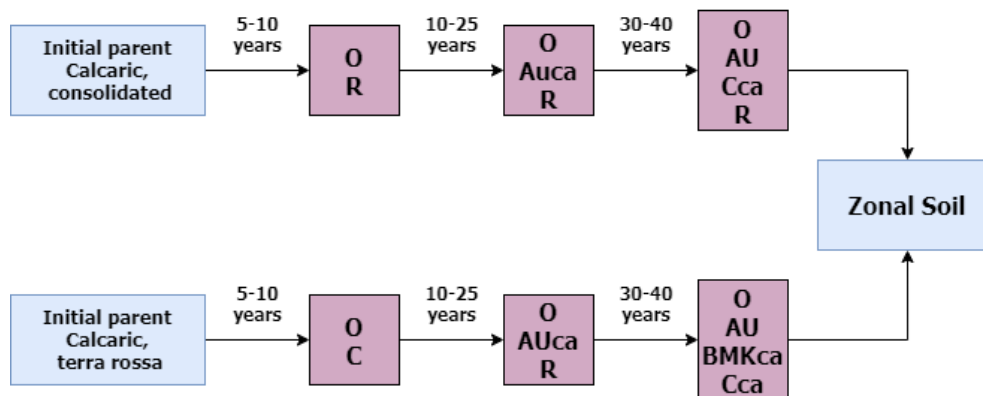 Initial parent
Calcaric,
consolidated
5-10
years
O
R
10-25
years
O
Auca
R
30-40
years
O
AU
Cca
R
Zonal Soil
Initial parent
Calcaric,
terra rossa
5-10
years
O
C
10-25
years
O
AUca
R
30-40
years
O
AU
BMKca
Cca